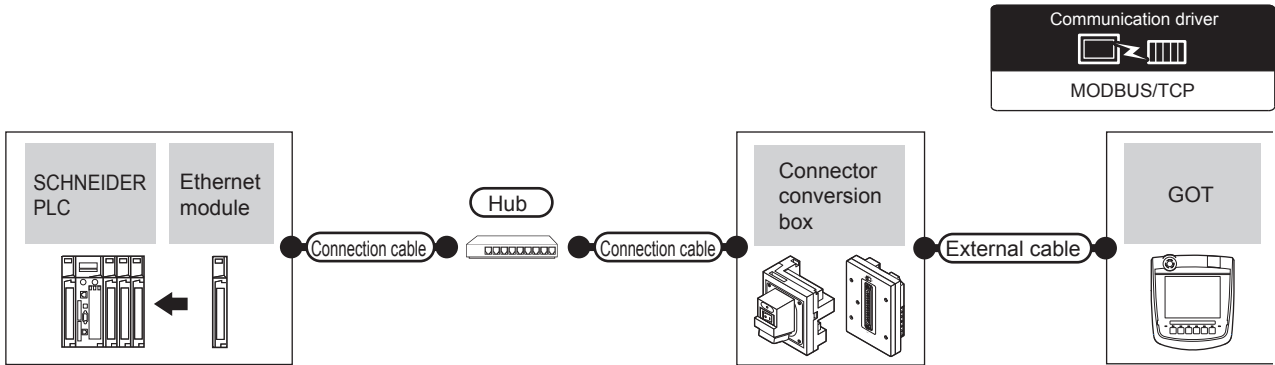 Communication driver
MODBUS/TCP
SCHNEIDER
PLC
Ethernet
module
Connection cable
Hub
Connection cable
Connector
conversion
box
External cable
GOT